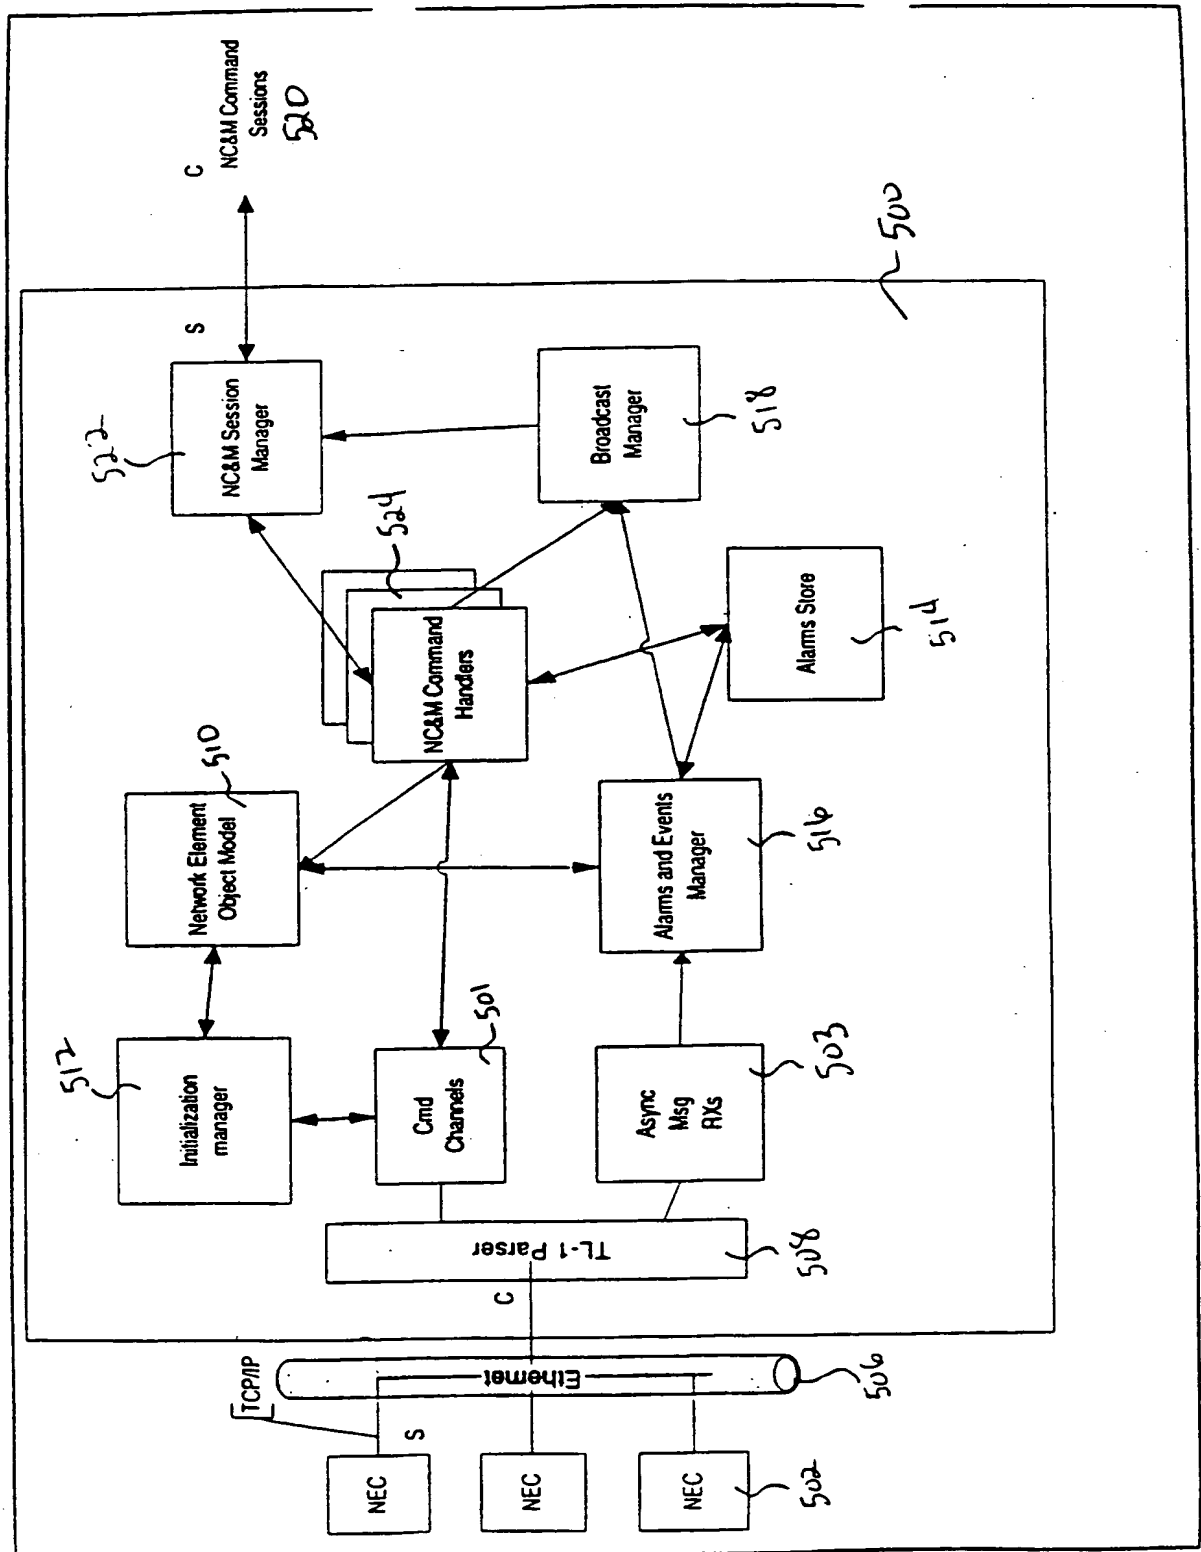 C
NC&M Command
Sessions
520
S
500
522
NC&M Session
Manager
Broadcast
Manager
518
524
NC&M Command
Handlers
Alarms Store
514
510
Network Element
Object Model
Alarms and Events
Manager
516
512
Initialization
manager
501
Cmd
Channels
Async
Msg
RXs
503
TL-1 Parser
508
C
TCP/IP
Ethernet
506
S
NEC
NEC
NEC
502